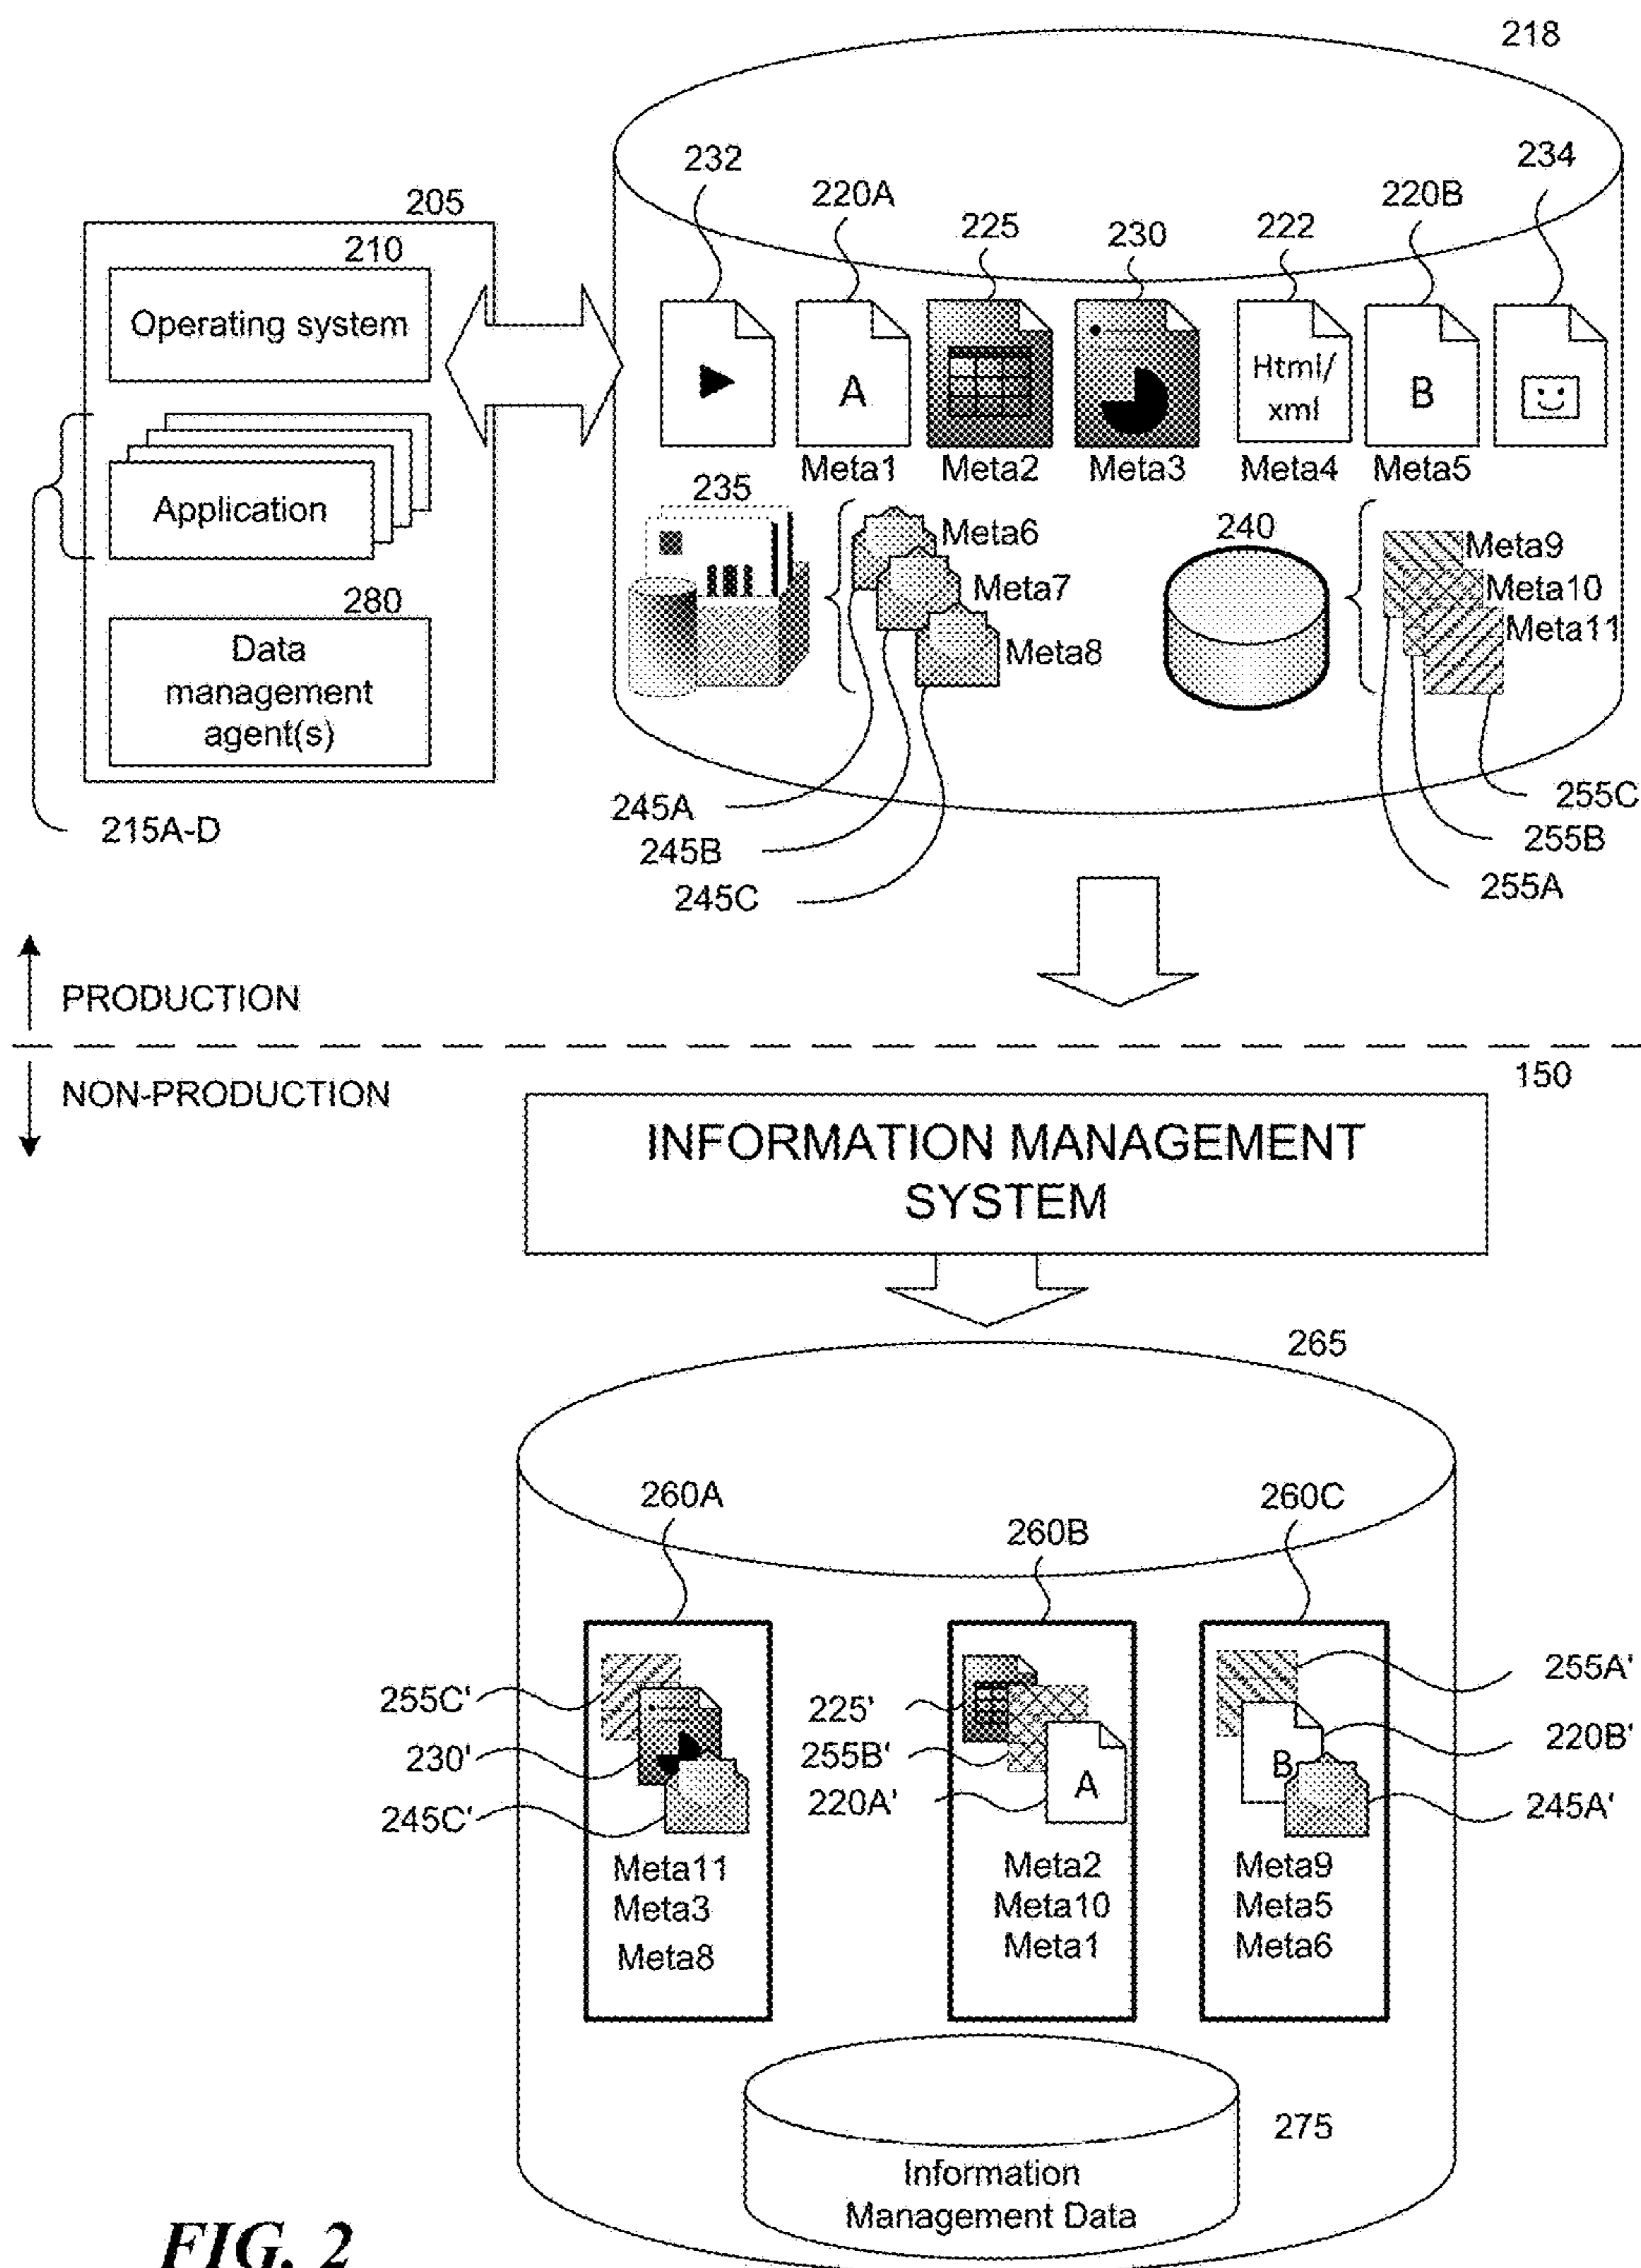 218
232
234
220A
220B
205
225
230
222
210
Operating system
A
Html/
xml
B
Meta1
Meta2
Meta3
Meta4
Meta5
235
Application
240
Meta6
Meta9
Meta7
Meta10
280
Meta11
Data
management
agent(s)
Meta8
245A
255C
215A-D
245B
255B
245C
255A
PRODUCTION
150
NON-PRODUCTION
INFORMATION MANAGEMENT
SYSTEM
265
260A
260B
260C
255C'
225'
255A'
230'
255B'
220B'
245C'
220A'
A
B
245A'
Meta11
Meta3
Meta8
Meta2
Meta10
Meta1
Meta9
Meta5
Meta6
275
Information
Management Data
FIG. 2